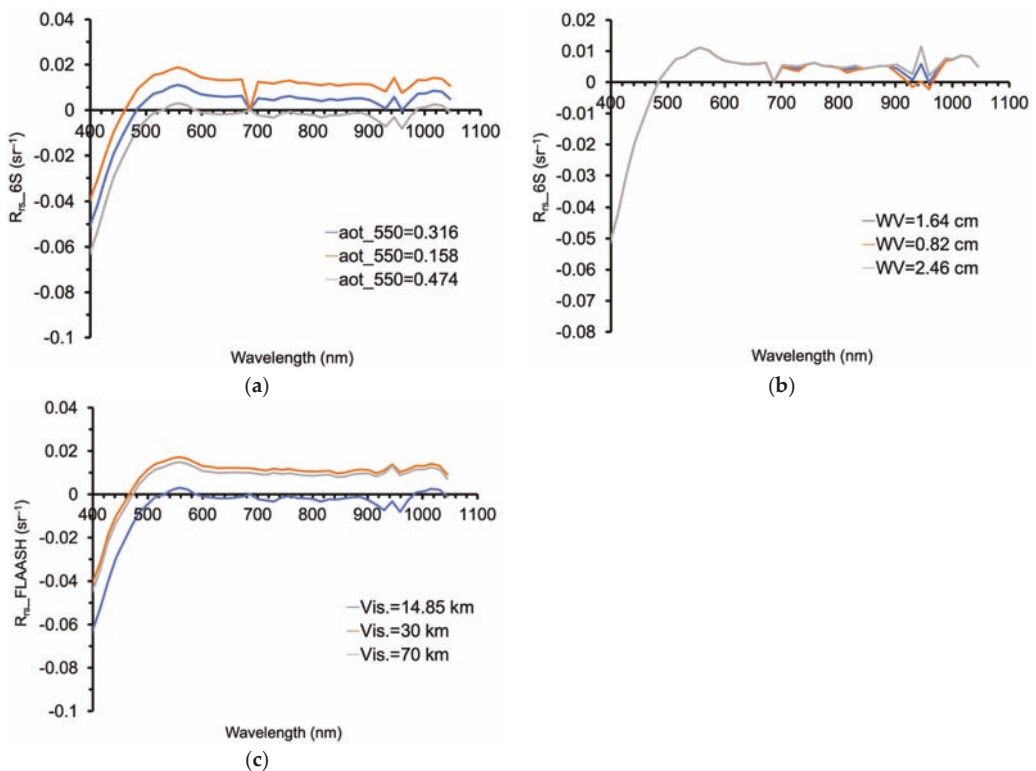 0.04
0.02
0
-0.02
-0.04
-0.06
-0.08
-0.1
400 500 600 700 800 900 1000 1100
Rrs_6S (sr⁻¹)
aot_550=0.316
aot_550=0.158
aot_550=0.474
Wavelength (nm)
(a)
0.02
0.01
0
-0.01
-0.02
-0.03
-0.04
-0.05
-0.06
-0.07
-0.08
400 500 600 700 800 900 1000 1100
Rrs_6S (sr⁻¹)
WV=1.64 cm
WV=0.82 cm
WV=2.46 cm
Wavelength (nm)
(b)
0.04
0.02
0
-0.02
-0.04
-0.06
-0.08
-0.1
400 500 600 700 800 900 1000 1100
Rrs_FLAASH (sr⁻¹)
Vis.=14.85 km
Vis.=30 km
Vis.=70 km
Wavelength (nm)
(c)